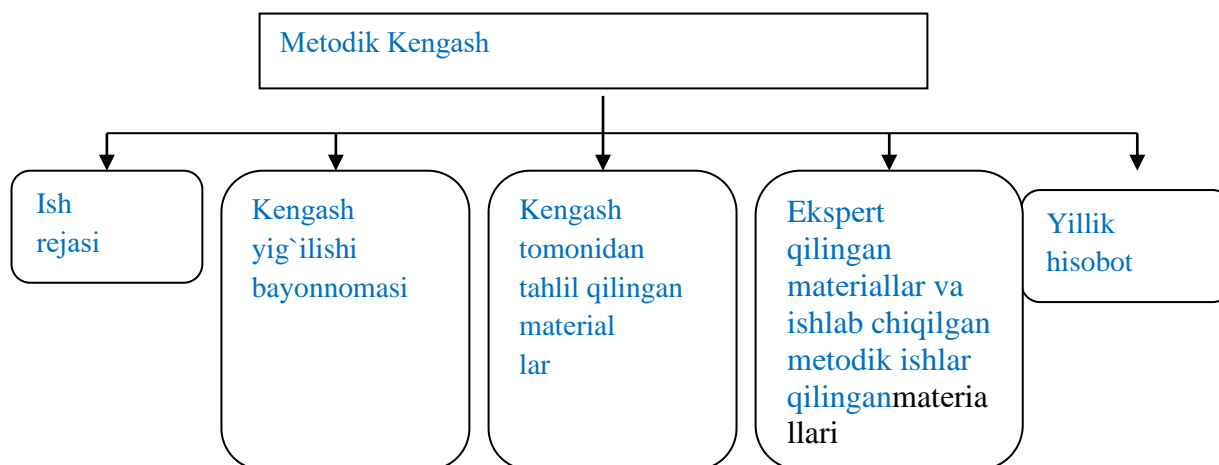 Metodik Kengash
Ish
rejasi
Kengash
yig`ilishi
bayonnomasi
Kengash
tomonidan
tahlil qilingan
material
lar
Ekspert
qilingan
materiallar va
ishlab chiqilgan
metodik ishlar
qilinganmateria
llari
Yillik
hisobot